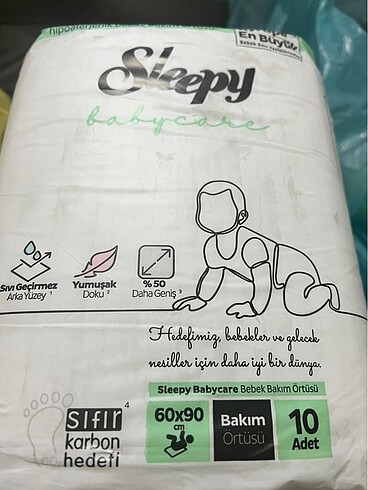 hipoalerjenik
En Büyük
Sleepy
babycare
Sıvı Geçirmez
Arka Yüzey ¹
Yumuşak
Doku ²
%50
Daha Geniş ³
Hedefimiz, bebekler ve gelecek
nesiller için daha iyi bir dünya.
Sleepy Babycare Bebek Bakım Örtüsü
sıfır ⁴
karbon
hedefi
60x90
cm
Bakım
Örtüsü
10
Adet